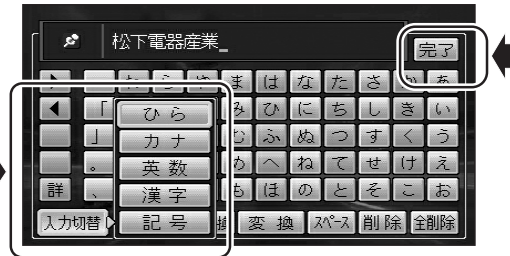 松下電器産業_
完了
わ ら や ま は な た さ か あ
「 み ひ に ち し き い
」 む ふ ぬ つ す く う
。 め へ ね て せ け え
詳 、 も ほ の と そ こ お
ひら
カナ
英数
漢字
記号
入力切替 変換 スペース 削除 全削除